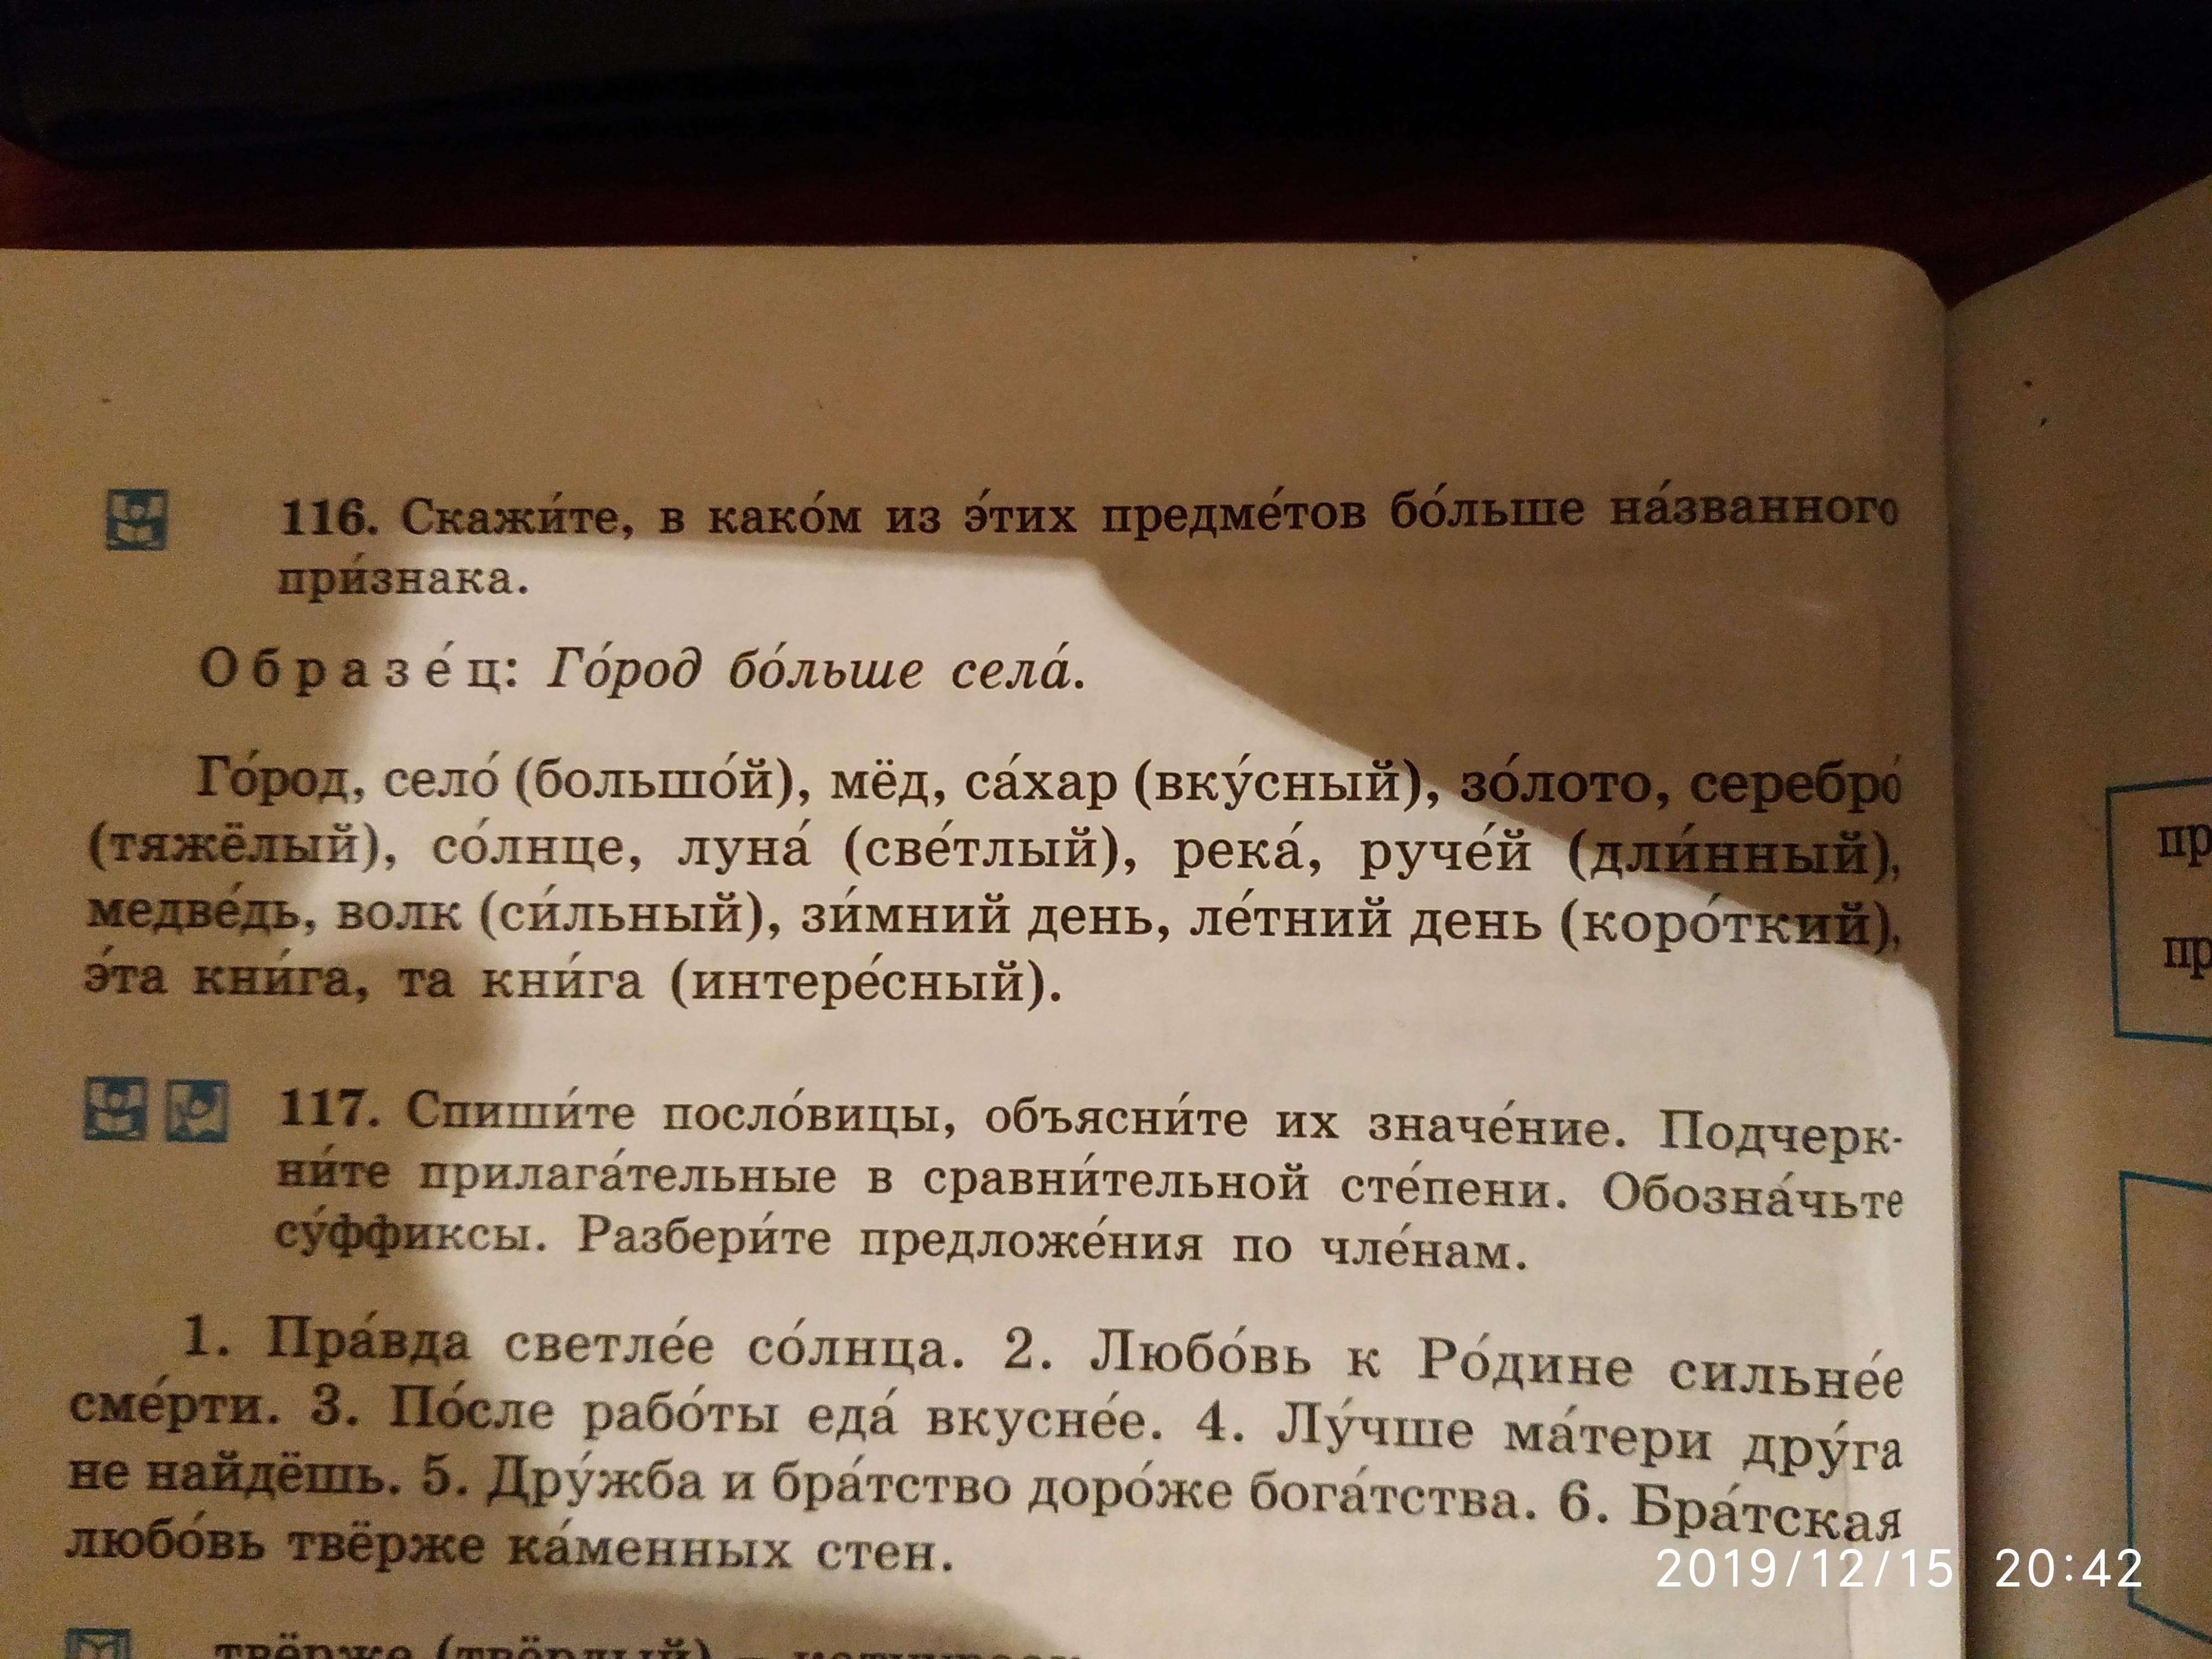 116. Скажи́те, в како́м из э́тих предме́тов бо́льше на́званного
при́знака.
Образе́ц: Го́род бо́льше села́.
Го́род, село́ (большо́й), мёд, са́хар (вку́сный), зо́лото, серебро́
(тяжёлый), со́лнце, луна́ (све́тлый), река́, руче́й (дли́нный),
медве́дь, волк (си́льный), зи́мний день, ле́тний день (коро́ткий),
э́та кни́га, та кни́га (интере́сный).
117. Спиши́те посло́вицы, объясни́те их значе́ние. Подчерк-
ни́те прилага́тельные в сравни́тельной сте́пени. Обозна́чьте
су́ффиксы. Разбери́те предложе́ния по чле́нам.
1. Пра́вда светле́е со́лнца. 2. Любо́вь к Ро́дине сильне́е
сме́рти. 3. По́сле рабо́ты еда́ вкусне́е. 4. Лу́чше ма́тери дру́га
не найдёшь. 5. Дру́жба и бра́тство доро́же бога́тства. 6. Бра́тская
любо́вь твёрже ка́менных стен.
твёрже (твёрдый) –
пр
пр
2019/12/15 20:42